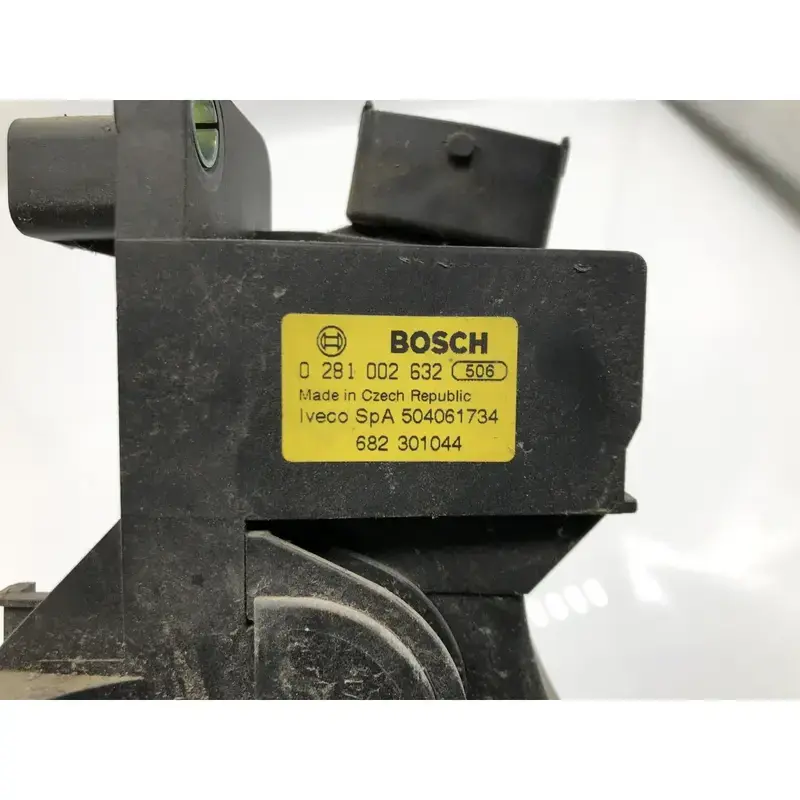 BOSCH
0 281 002 632 506
Made in Czech Republic
Iveco SpA 504061734
682 301044